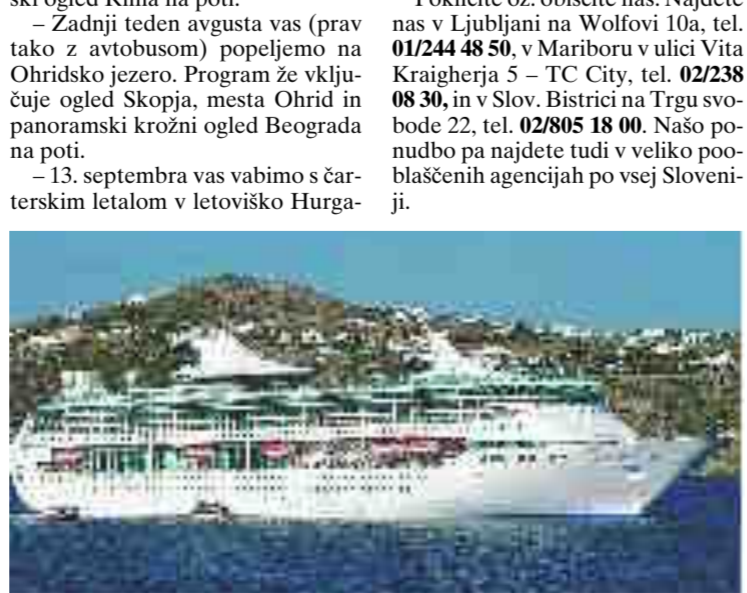 – Zadnji teden avgusta vas (prav
tako z avtobusom) popeljemo na
Ohridsko jezero. Program že vklju-
čuje ogled Skopja, mesta Ohrid in
panoramski krožni ogled Beograda
na poti.
– 13. septembra vas vabimo s čar-
terskim letalom v letoviško Hurga-
nas v Ljubljani na Wolfovi 10a, tel.
01/244 48 50, v Mariboru v ulici Vita
Kraigherja 5 – TC City, tel. 02/238
08 30, in v Slov. Bistrici na Trgu svo-
bode 22, tel. 02/805 18 00. Našo po-
nudbo pa najdete tudi v veliko poo-
blaščenih agencijah po vsej Sloveni-
ji.